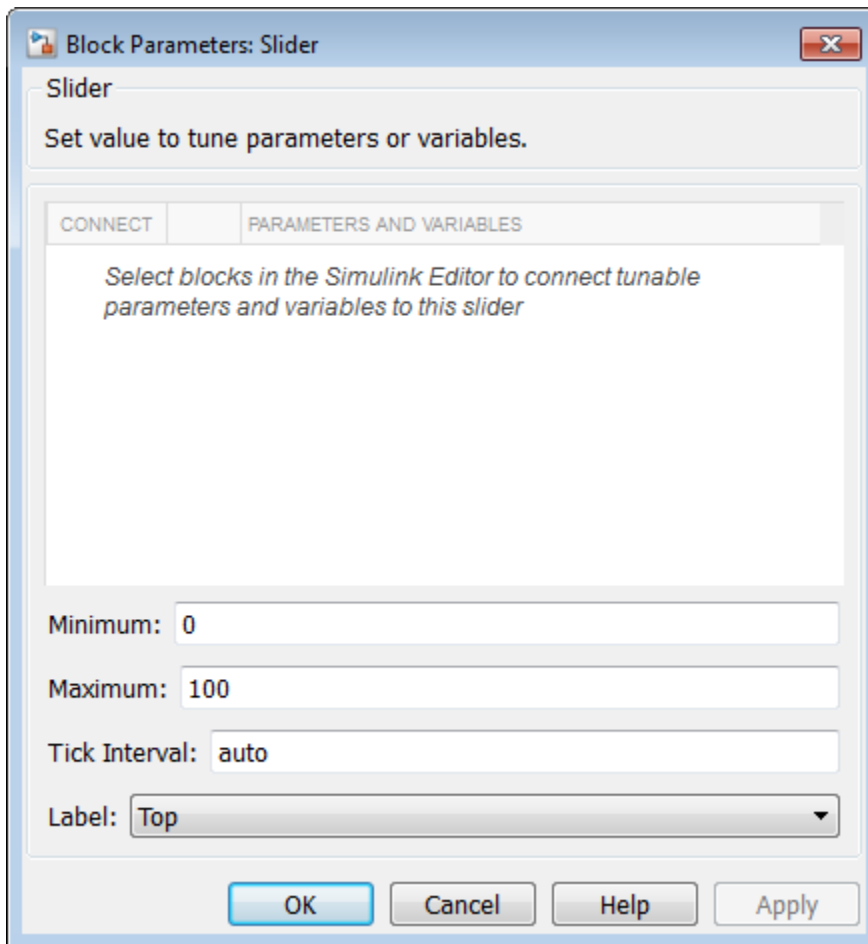 Block Parameters: Slider
Slider
Set value to tune parameters or variables.
CONNECT PARAMETERS AND VARIABLES
Select blocks in the Simulink Editor to connect tunable
parameters and variables to this slider
Minimum: 0
Maximum: 100
Tick Interval: auto
Label: Top
OK Cancel Help Apply